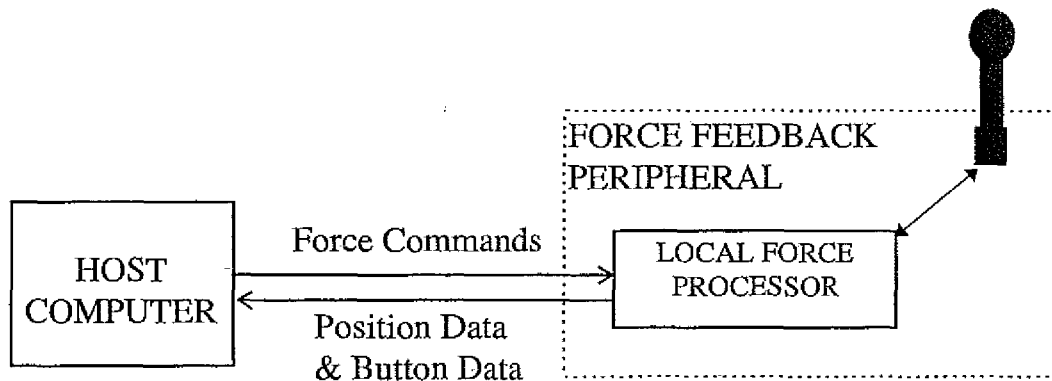 FORCE FEEDBACK
PERIPHERAL
HOST
COMPUTER
Force Commands
Position Data
& Button Data
LOCAL FORCE
PROCESSOR